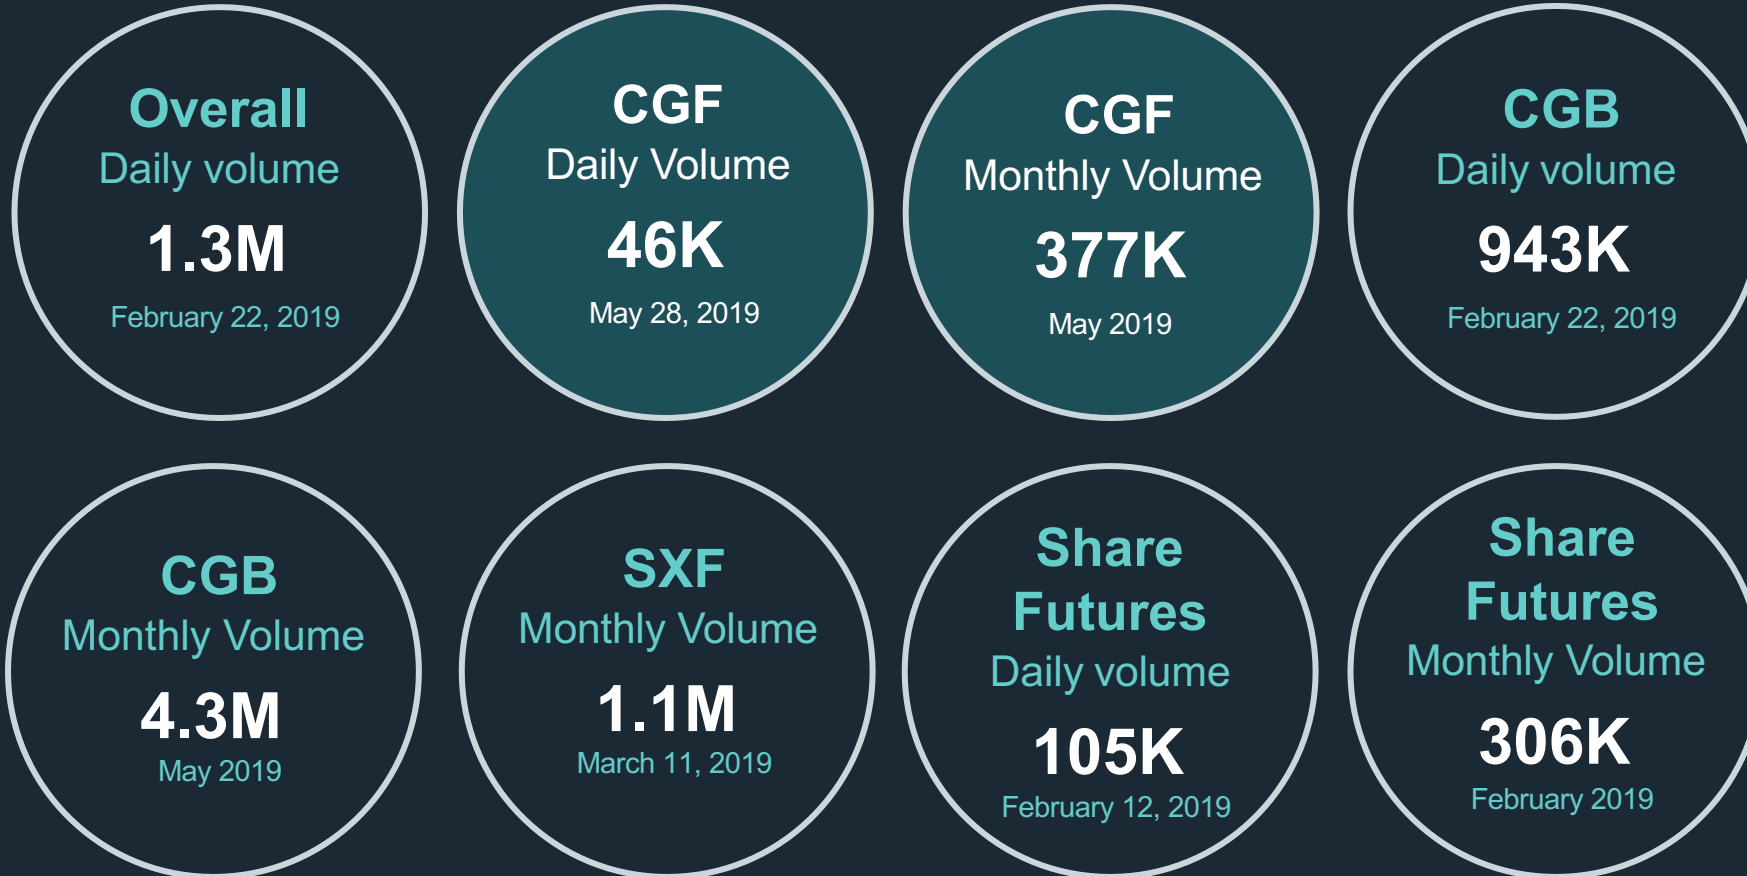 Overall
Daily volume
1.3M
February 22, 2019
CGF
Daily Volume
46K
May 28, 2019
CGF
Monthly Volume
377K
May 2019
CGB
Daily volume
943K
February 22, 2019
CGB
Monthly Volume
4.3M
May 2019
SXF
Monthly Volume
1.1M
March 11, 2019
Share
Futures
Daily volume
105K
February 12, 2019
Share
Futures
Monthly Volume
306K
February 2019